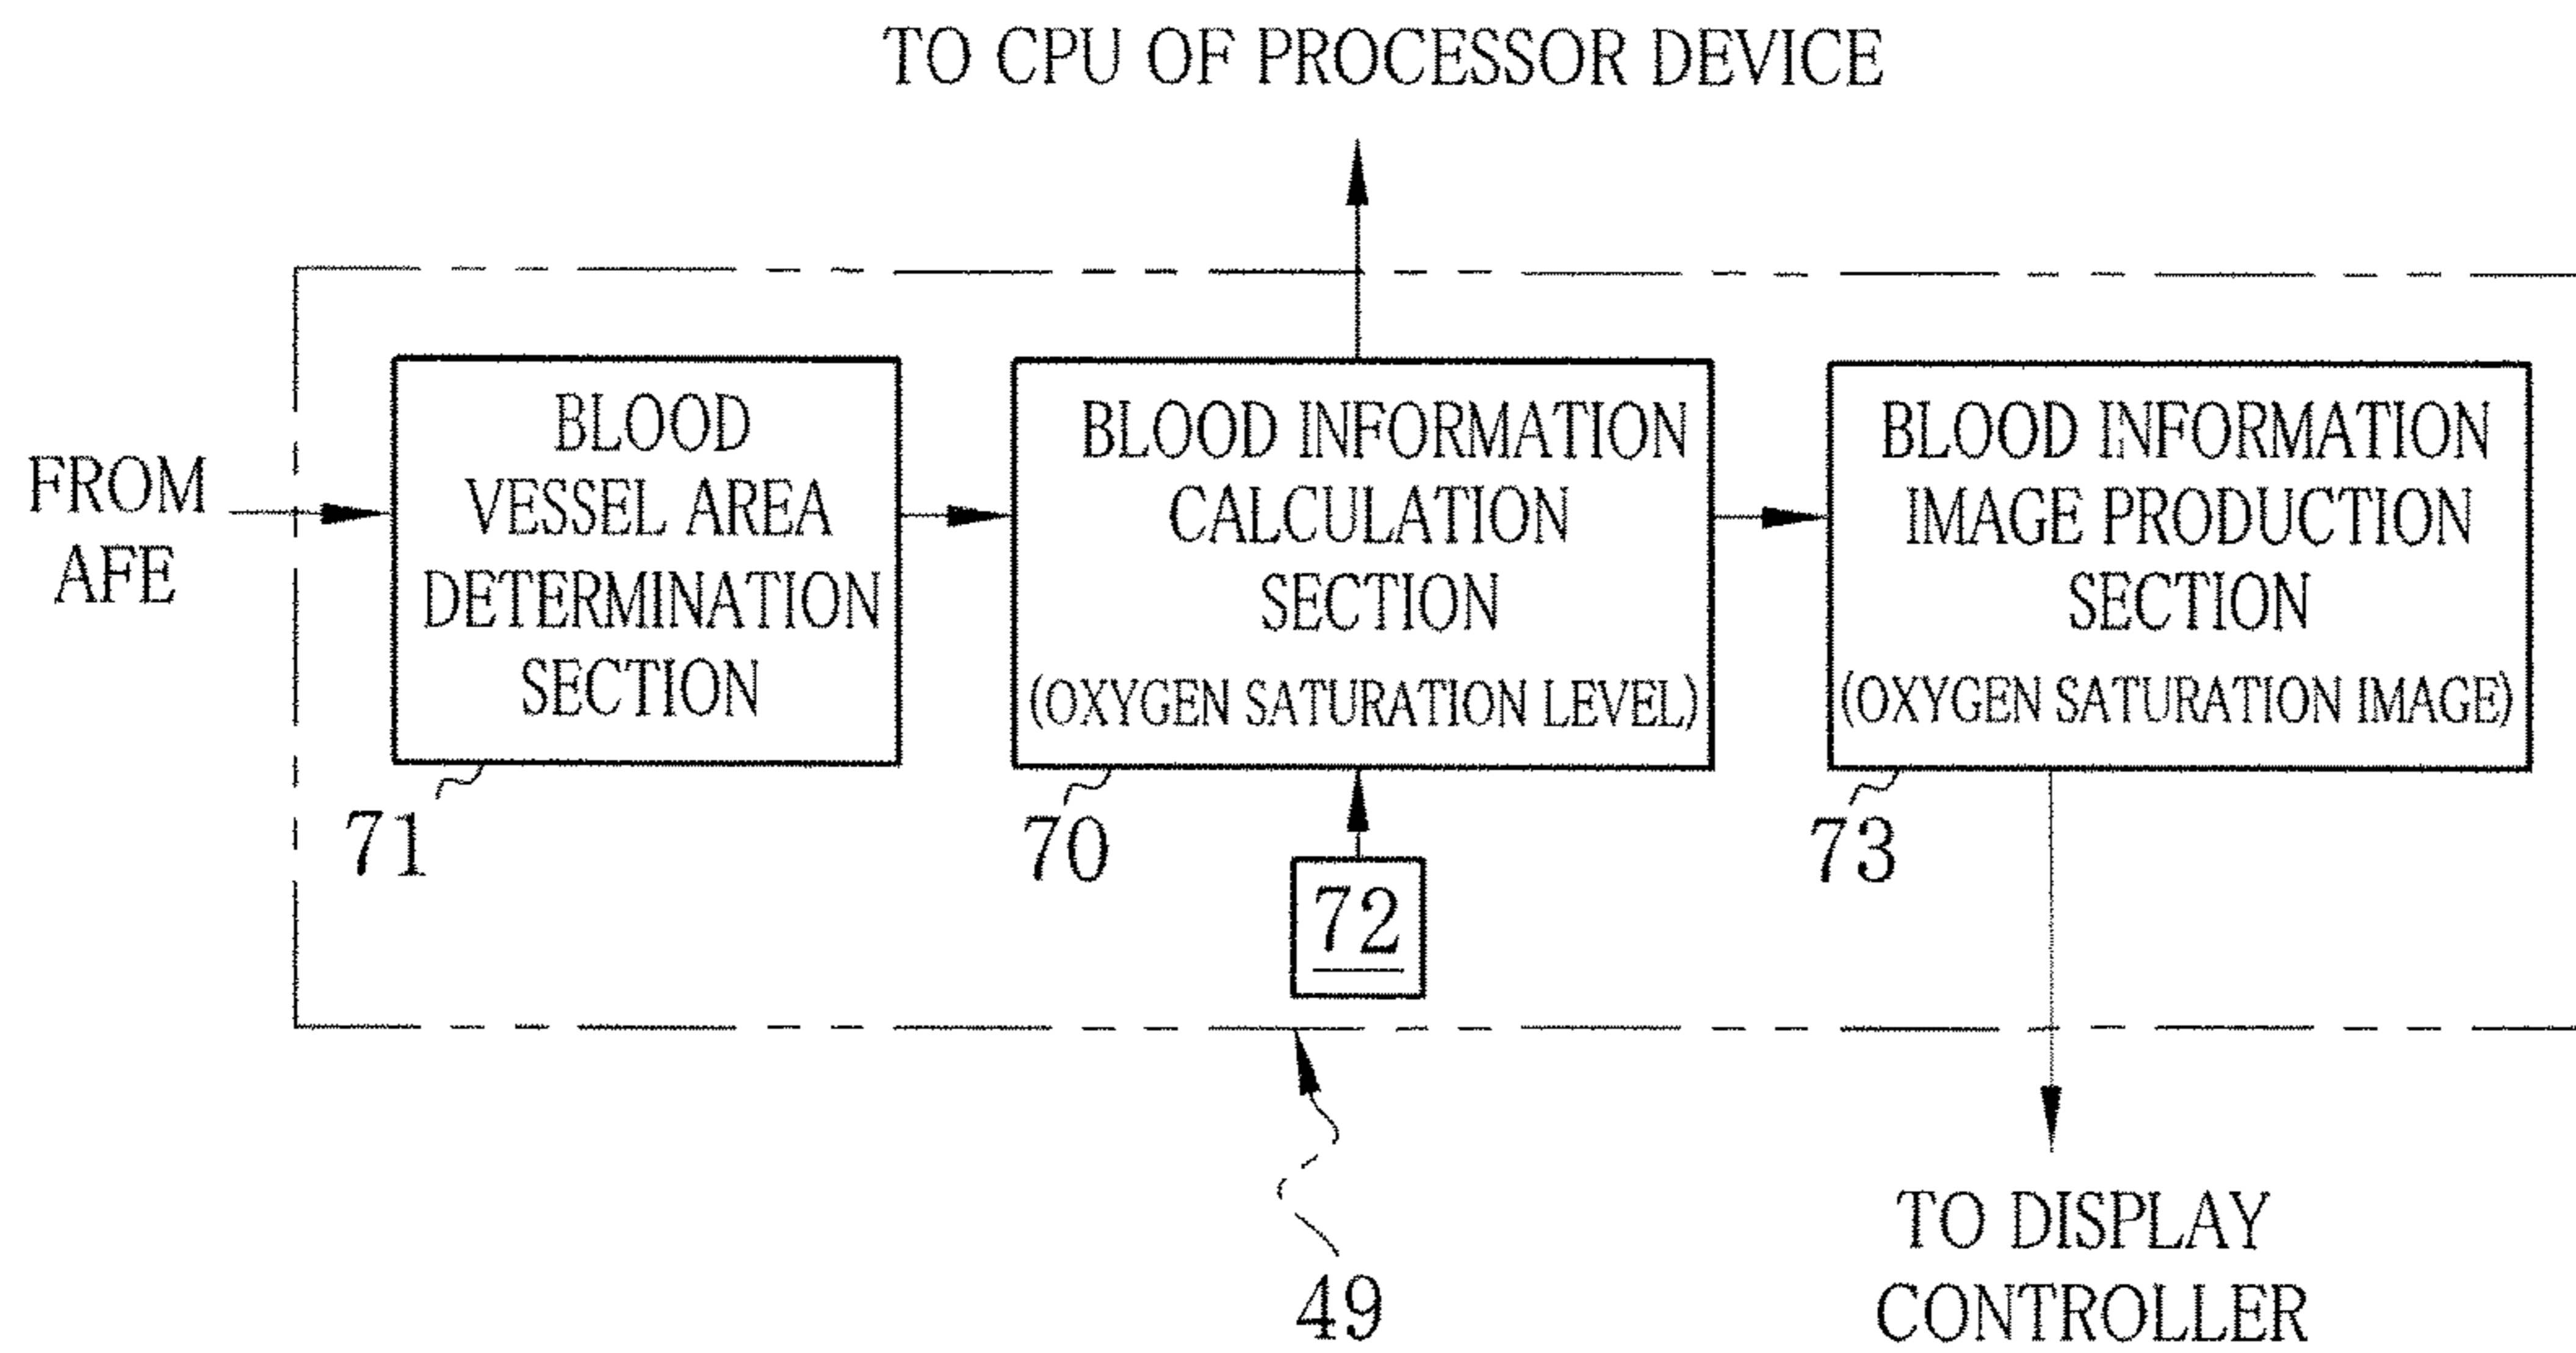 TO CPU OF PROCESSOR DEVICE
FROM
AFE
BLOOD
VESSEL AREA
DETERMINATION
SECTION
71
BLOOD INFORMATION
CALCULATION
SECTION
(OXYGEN SATURATION LEVEL)
70
72
BLOOD INFORMATION
IMAGE PRODUCTION
SECTION
(OXYGEN SATURATION IMAGE)
73
49
TO DISPLAY
CONTROLLER